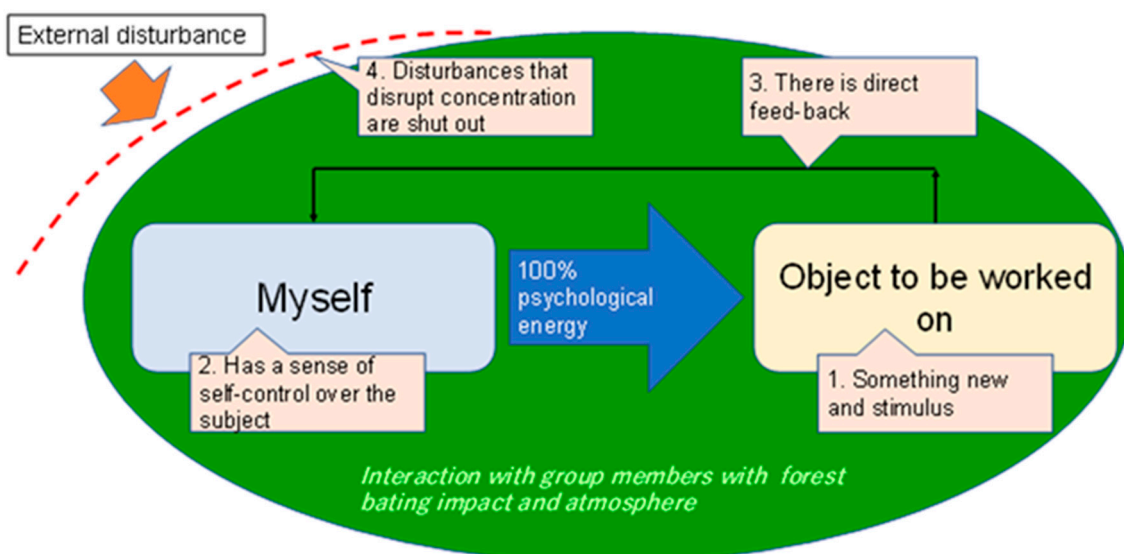 External disturbance
4. Disturbances that
disrupt concentration
are shut out
3. There is direct
feed-back
Myself
100%
psychological
energy
Object to be worked
on
2. Has a sense of
self-control over the
subject
1. Something new
and stimulus
Interaction with group members with forest
bating impact and atmosphere